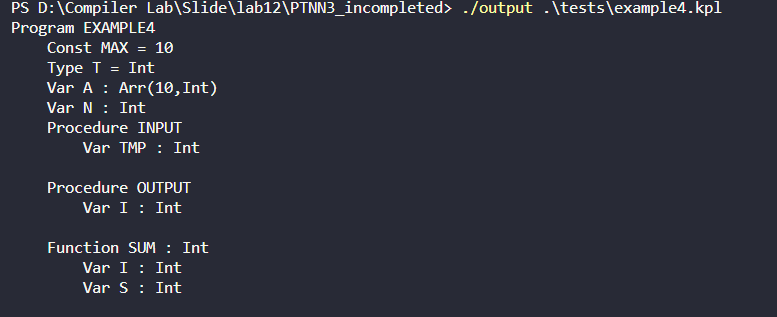 PS D:\Compiler Lab\Slide\lab12\PTNN3_incompleted> ./output .\tests\example4.kpl
Program EXAMPLE4
    Const MAX = 10
    Type T = Int
    Var A : Arr(10,Int)
    Var N : Int
    Procedure INPUT
        Var TMP : Int

    Procedure OUTPUT
        Var I : Int

    Function SUM : Int
        Var I : Int
        Var S : Int